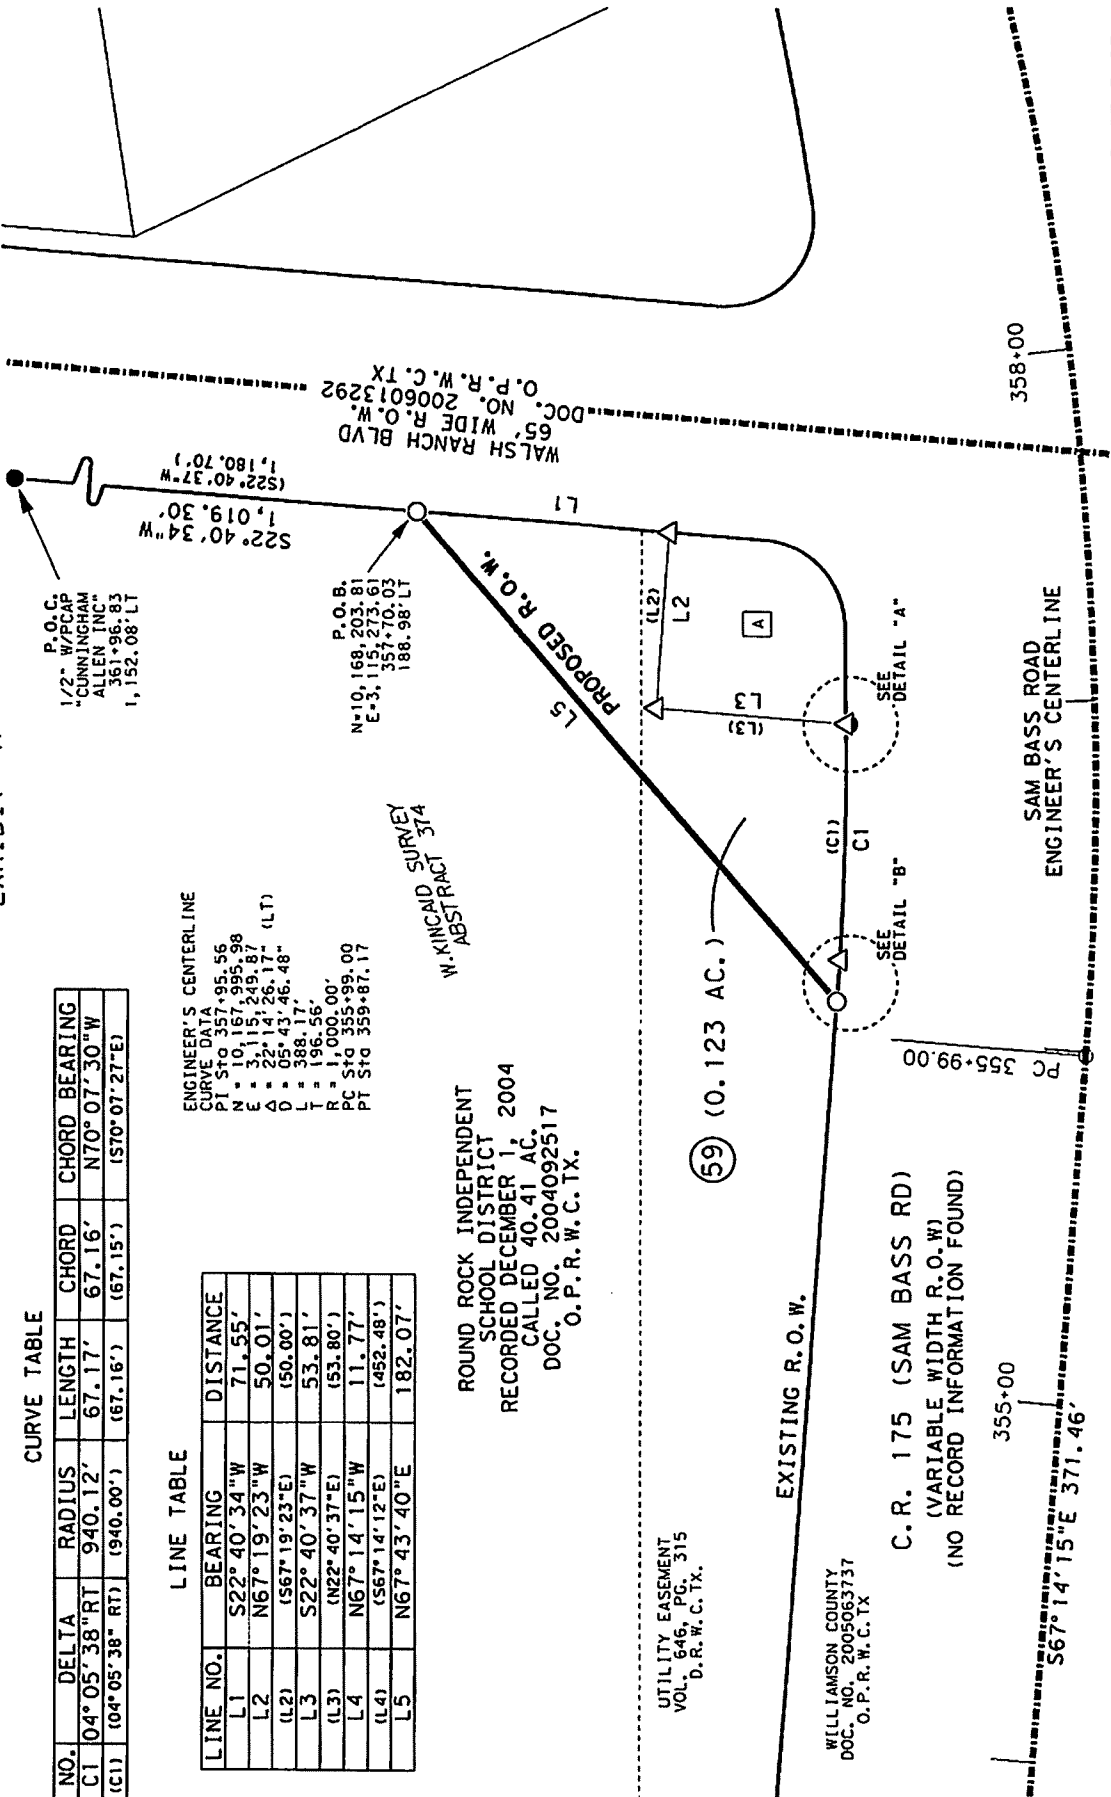 CURVE TABLE
NO. DELTA RADIUS LENGTH CHORD CHORD BEARING
C1 04°05'38"RT 940.12' 67.17' 67.16' N70°07'30"W
(C1) (04°05'38" RT) (940.00') (67.16') (67.15') (S70°07'27"E)
LINE TABLE
LINE NO. BEARING DISTANCE
L1 S22°40'34"W 71.55'
L2 N67°19'23"W 50.01'
(L2) (S67°19'23"E) (50.00')
L3 S22°40'37"W 53.81'
(L3) (N22°40'37"E) (53.80')
L4 N67°14'15"W 11.77'
(L4) (S67°14'12"E) (452.48')
L5 N67°43'40"E 182.07'
ENGINEER'S CENTERLINE
CURVE DATA
PI Sta 357+95.56
N = 10,167,995.98
E = 3,115,249.87
Δ = 22°14'26.17" (LT)
D = 05°43'46.48"
L = 388.17'
T = 196.56'
R = 1,000.00'
PC Sta 355+99.00
PT Sta 359+87.17
P.O.C.
1/2" W/PCAP
"CUNNINGHAM
ALLEN INC"
361+96.83
1,152.08'LT
S22°40'34"W
1,019.30'
(S22°40'37"W
1,180.70')
P.O.B.
N=10,168,203.81
E=3,115,273.61
357+70.03
188.98'LT
WALSH RANCH BLVD
65' WIDE R.O.W.
DOC. NO. 2006013292
O.P.R.W.C.TX
W.KINCAID SURVEY
ABSTRACT 374
ROUND ROCK INDEPENDENT
SCHOOL DISTRICT
RECORDED DECEMBER 1, 2004
CALLED 40.41 AC.
DOC. NO. 2004092517
O.P.R.W.C.TX.
PROPOSED R.O.W.
L5
L1
(L2)
L2
(L3)
L3
A
(C1)
C1
SEE
DETAIL "A"
SEE
DETAIL "B"
59 (0.123 AC.)
UTILITY EASEMENT
VOL. 646, PG. 315
D.R.W.C.TX.
EXISTING R.O.W.
WILLIAMSON COUNTY
DOC. NO. 2005063737
O.P.R.W.C.TX
C.R. 175 (SAM BASS RD)
(VARIABLE WIDTH R.O.W)
(NO RECORD INFORMATION FOUND)
PC 355+99.00
SAM BASS ROAD
ENGINEER'S CENTERLINE
355+00
358+00
S67°14'15"E 371.46'